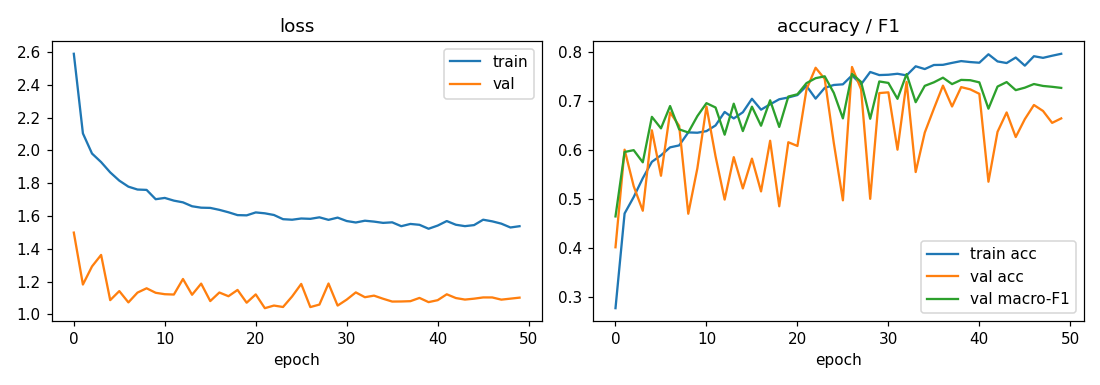 loss
2.6
2.4
2.2
2.0
1.8
1.6
1.4
1.2
1.0
0 10 20 30 40 50
epoch
train
val
accuracy / F1
0.8
0.7
0.6
0.5
0.4
0.3
0 10 20 30 40 50
epoch
train acc
val acc
val macro-F1